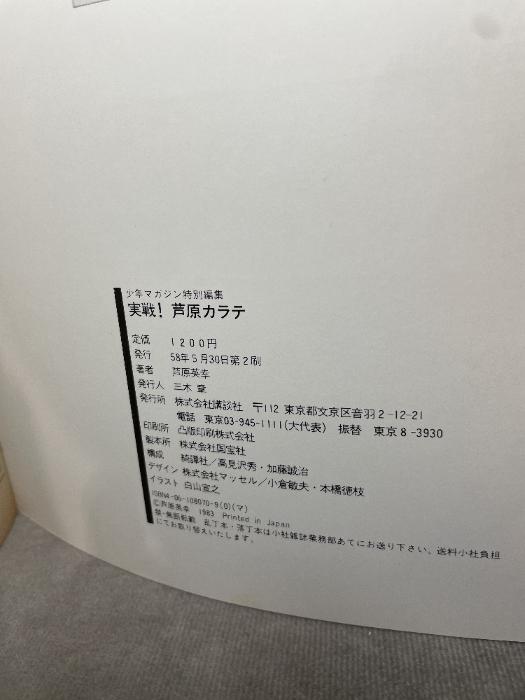 少年マガジン特別編集
実戦! 芦原カラテ
定価 1200円
発行 58年5月30日第2刷
著者 芦原英幸
発行人 三木 章
発行所 株式会社講談社 〒112 東京都文京区音羽2-12-21
電話 東京03-945-1111(大代表) 振替 東京8-3930
印刷所 凸版印刷株式会社
製本所 株式会社国宝社
構成 綺譚社/高見沢秀・加藤誠治
デザイン 株式会社マッセル/小倉敏夫・本橋徳枝
イラスト 白山宣之
ISBN4-06-108070-9(0)(マ)
©芦原英幸 1983 Printed in Japan
禁・無断転載 乱丁本・落丁本は小社雑誌業務部あてにお送り下さい。送料小社負担
にてお取り替えいたします。